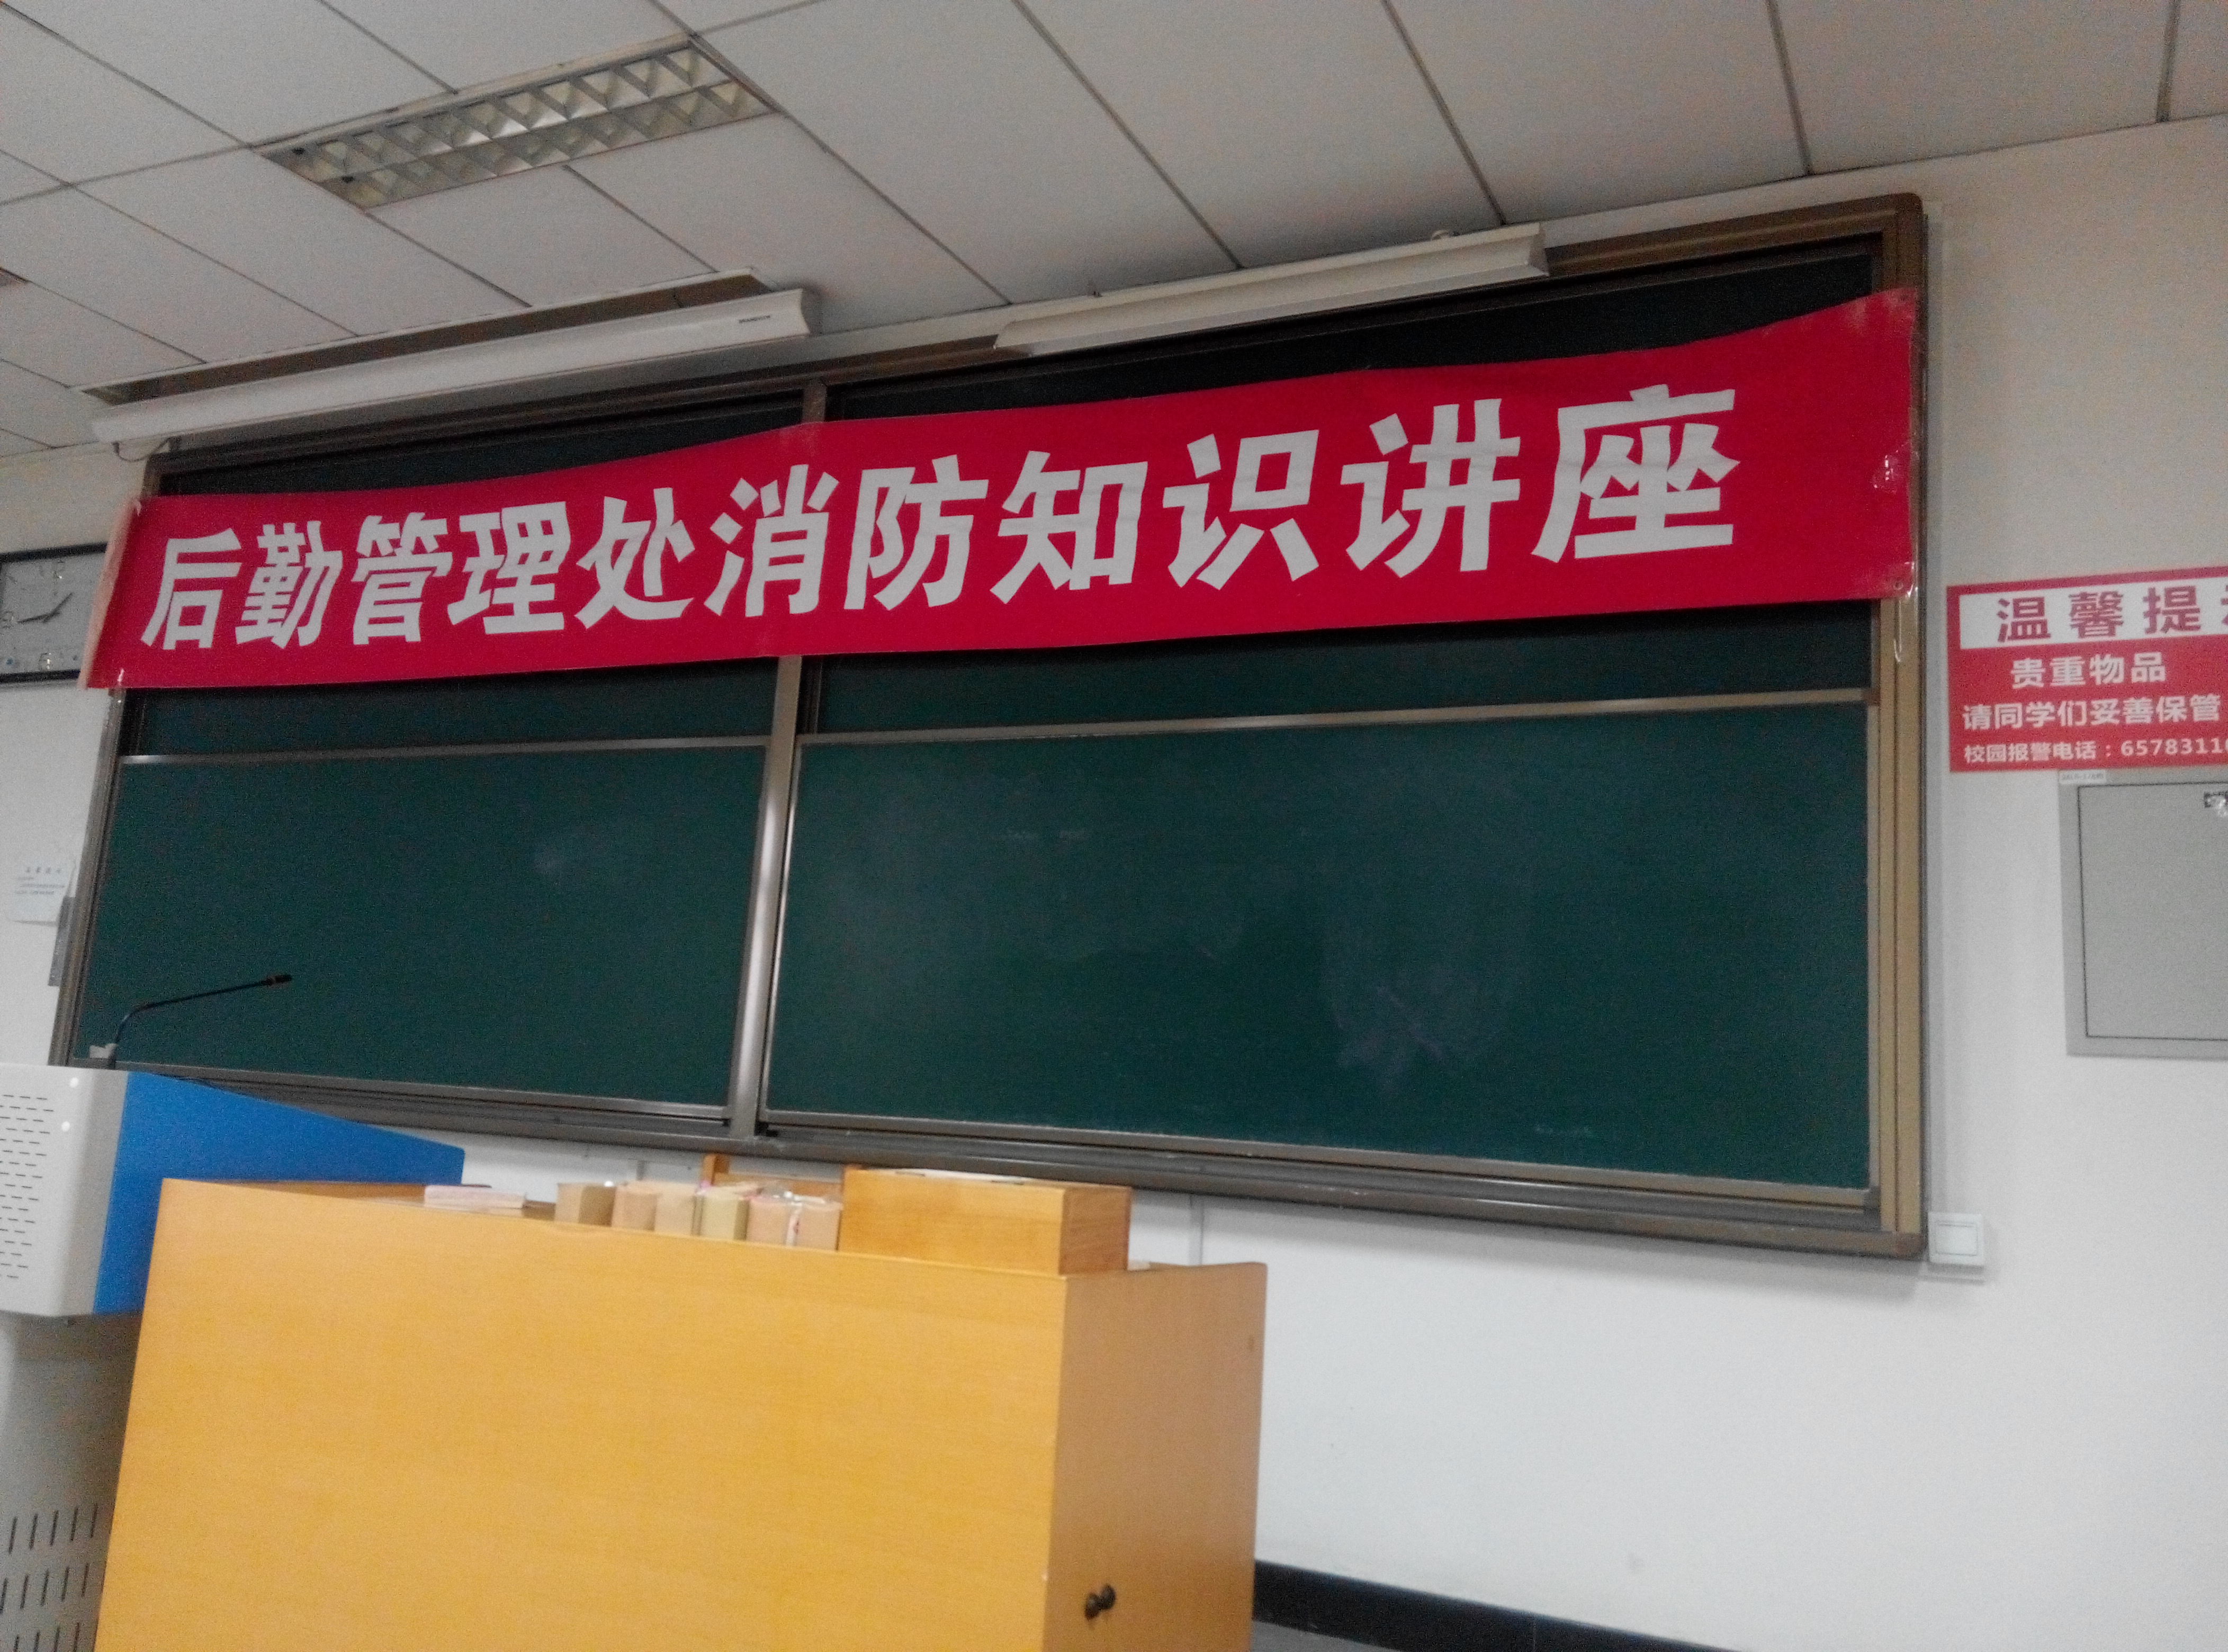 后勤管理处消防知识讲座
温馨提
贵重物品
请同学们妥善保管
校园报警电话：6578311